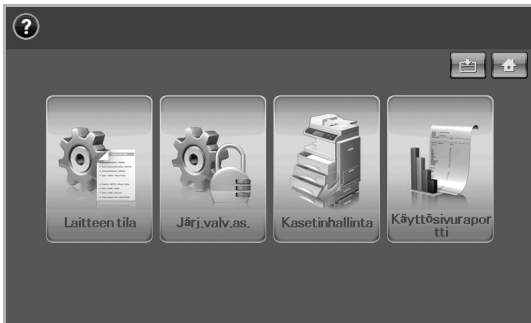 ?
Laitteen tila
Järj.valv.as.
Kasetinhallinta
Käyttösivurapor
tti